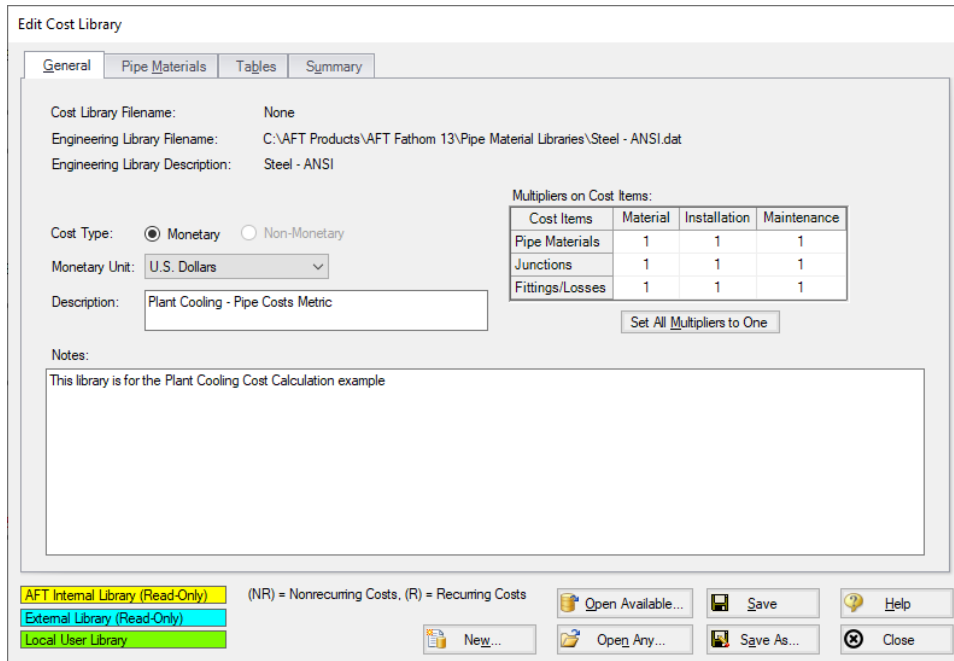 Edit Cost Library
General Pipe Materials Tables Summary
Cost Library Filename: None
Engineering Library Filename: C:\AFT Products\AFT Fathom 13\Pipe Material Libraries\Steel - ANSI.dat
Engineering Library Description: Steel - ANSI
Multipliers on Cost Items:
Cost Items Material Installation Maintenance
Pipe Materials 1 1 1
Junctions 1 1 1
Fittings/Losses 1 1 1
Set All Multipliers to One
Cost Type: Monetary Non-Monetary
Monetary Unit: U.S. Dollars
Description: Plant Cooling - Pipe Costs Metric
Notes:
This library is for the Plant Cooling Cost Calculation example
AFT Internal Library (Read-Only)
External Library (Read-Only)
Local User Library
(NR) = Nonrecurring Costs, (R) = Recurring Costs
Open Available... Save Help
New... Open Any... Save As... Close